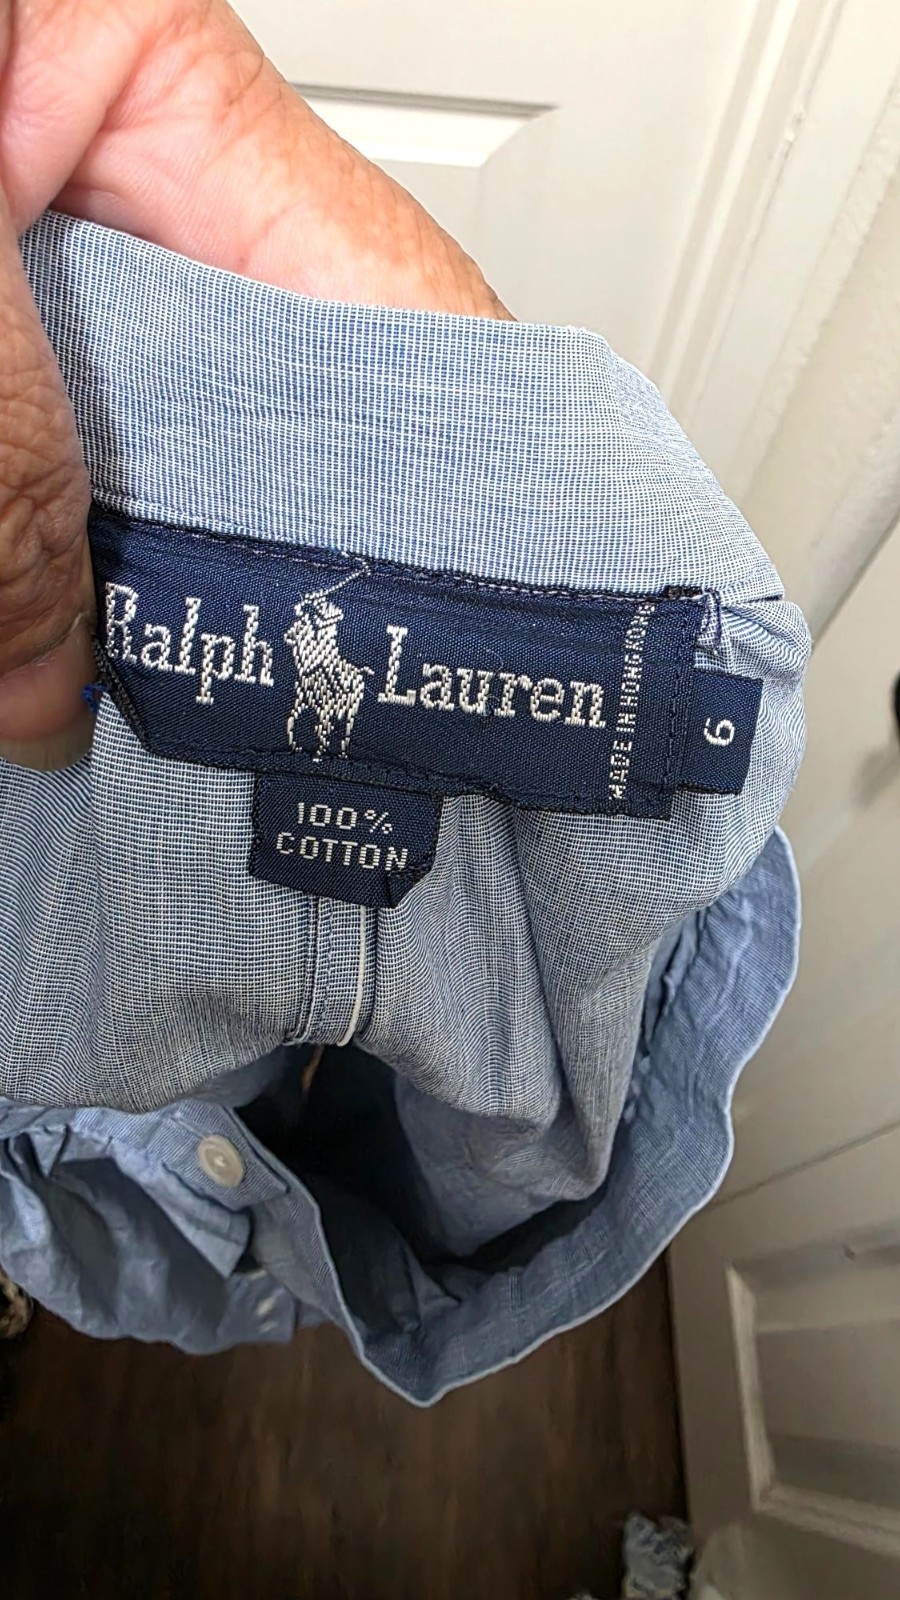 Ralph Lauren
MADE IN HONG KONG
6
100%
COTTON